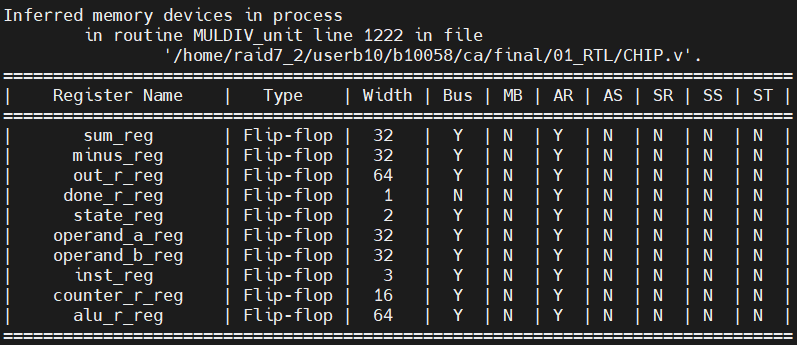 Inferred memory devices in process
        in routine MULDIV_unit line 1222 in file
                '/home/raid7_2/userb10/b10058/ca/final/01_RTL/CHIP.v'.
===============================================================================
|    Register Name    |   Type    | Width | Bus | MB | AR | AS | SR | SS | ST |
===============================================================================
|       sum_reg       | Flip-flop |  32   |  Y  | N  | Y  | N  | N  | N  | N  |
|      minus_reg      | Flip-flop |  32   |  Y  | N  | Y  | N  | N  | N  | N  |
|      out_r_reg      | Flip-flop |  64   |  Y  | N  | Y  | N  | N  | N  | N  |
|     done_r_reg      | Flip-flop |   1   |  N  | N  | Y  | N  | N  | N  | N  |
|      state_reg      | Flip-flop |   2   |  Y  | N  | Y  | N  | N  | N  | N  |
|    operand_a_reg    | Flip-flop |  32   |  Y  | N  | Y  | N  | N  | N  | N  |
|    operand_b_reg    | Flip-flop |  32   |  Y  | N  | Y  | N  | N  | N  | N  |
|      inst_reg       | Flip-flop |   3   |  Y  | N  | Y  | N  | N  | N  | N  |
|    counter_r_reg    | Flip-flop |  16   |  Y  | N  | Y  | N  | N  | N  | N  |
|      alu_r_reg      | Flip-flop |  64   |  Y  | N  | Y  | N  | N  | N  | N  |
===============================================================================